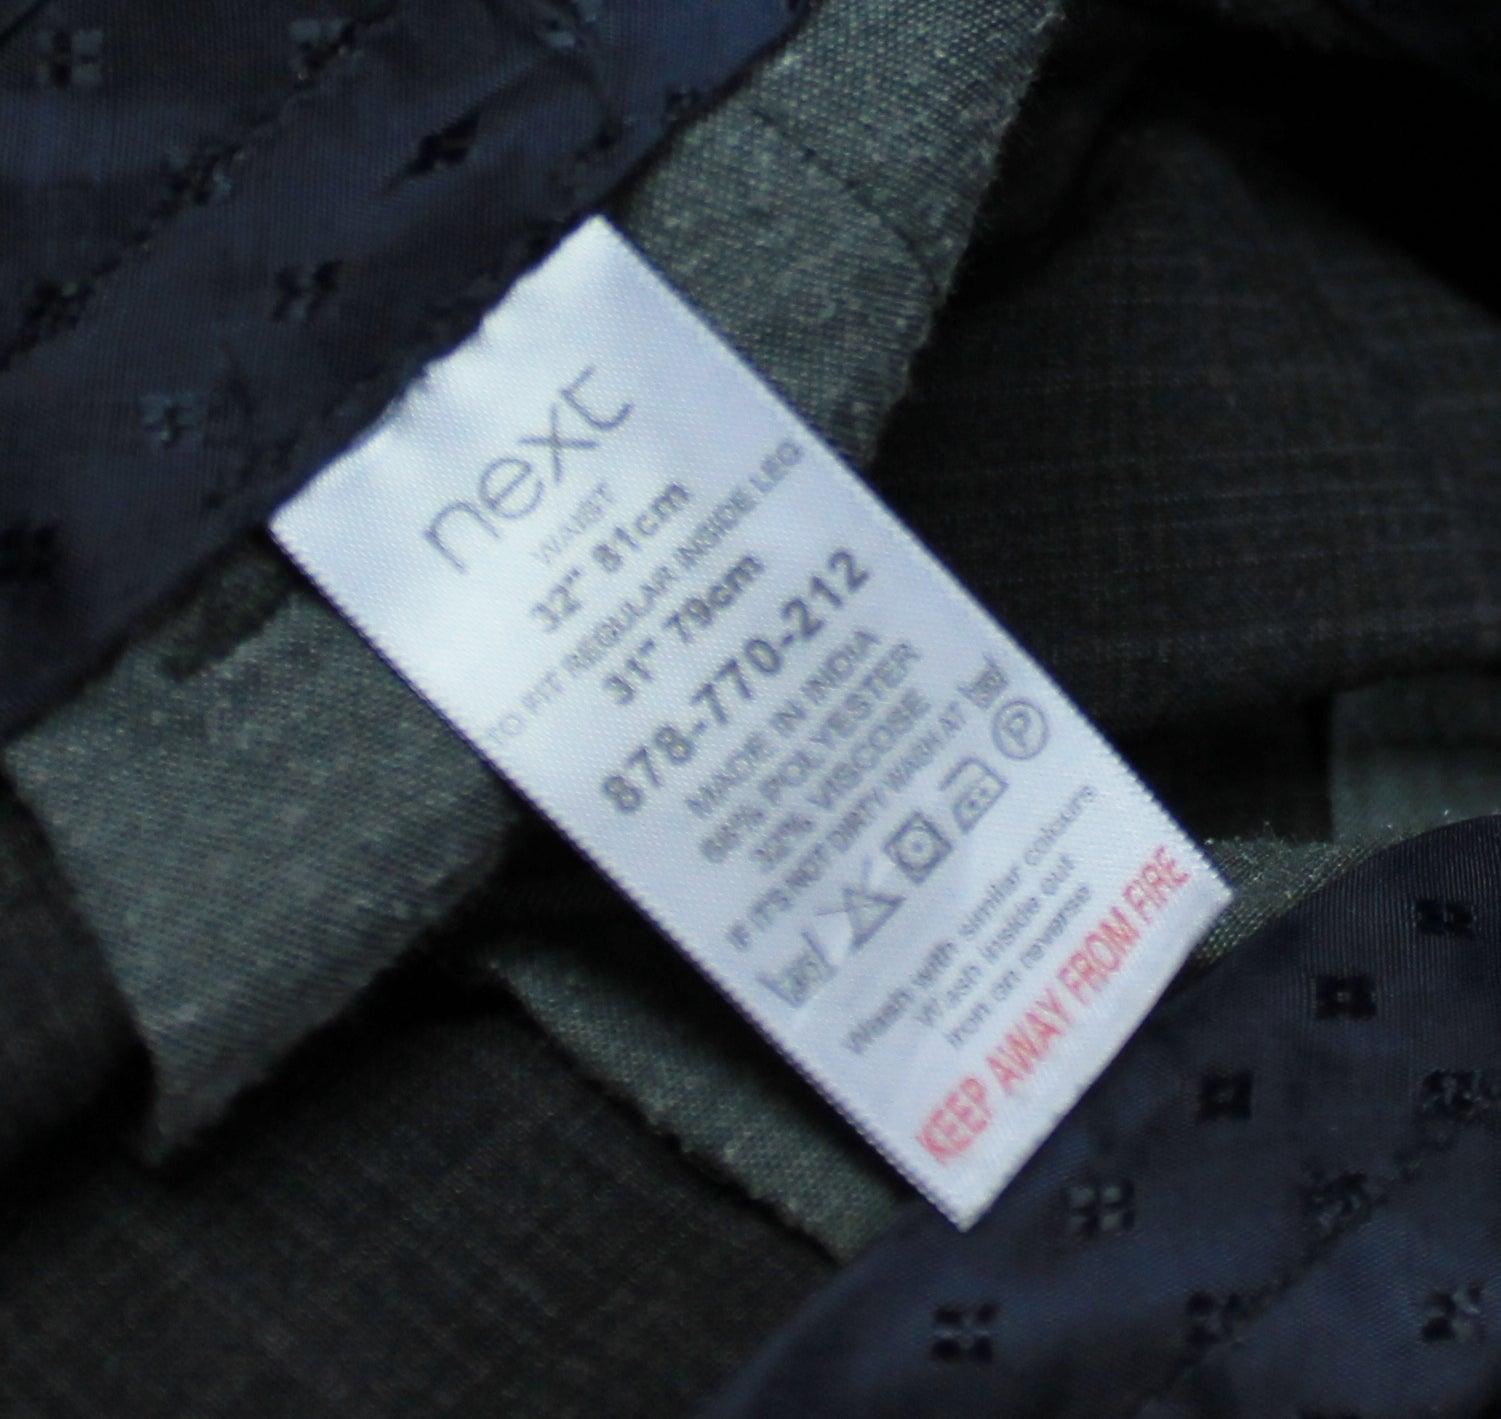 next
WAIST
32" 81cm
TO FIT REGULAR INSIDE LEG
31" 79cm
878-770-212
MADE IN INDIA
68% POLYESTER
32% VISCOSE
IF IT'S NOT DIRTY WASH AT
P
Wash with similar colours
Wash inside out
Iron on reverse
KEEP AWAY FROM FIRE